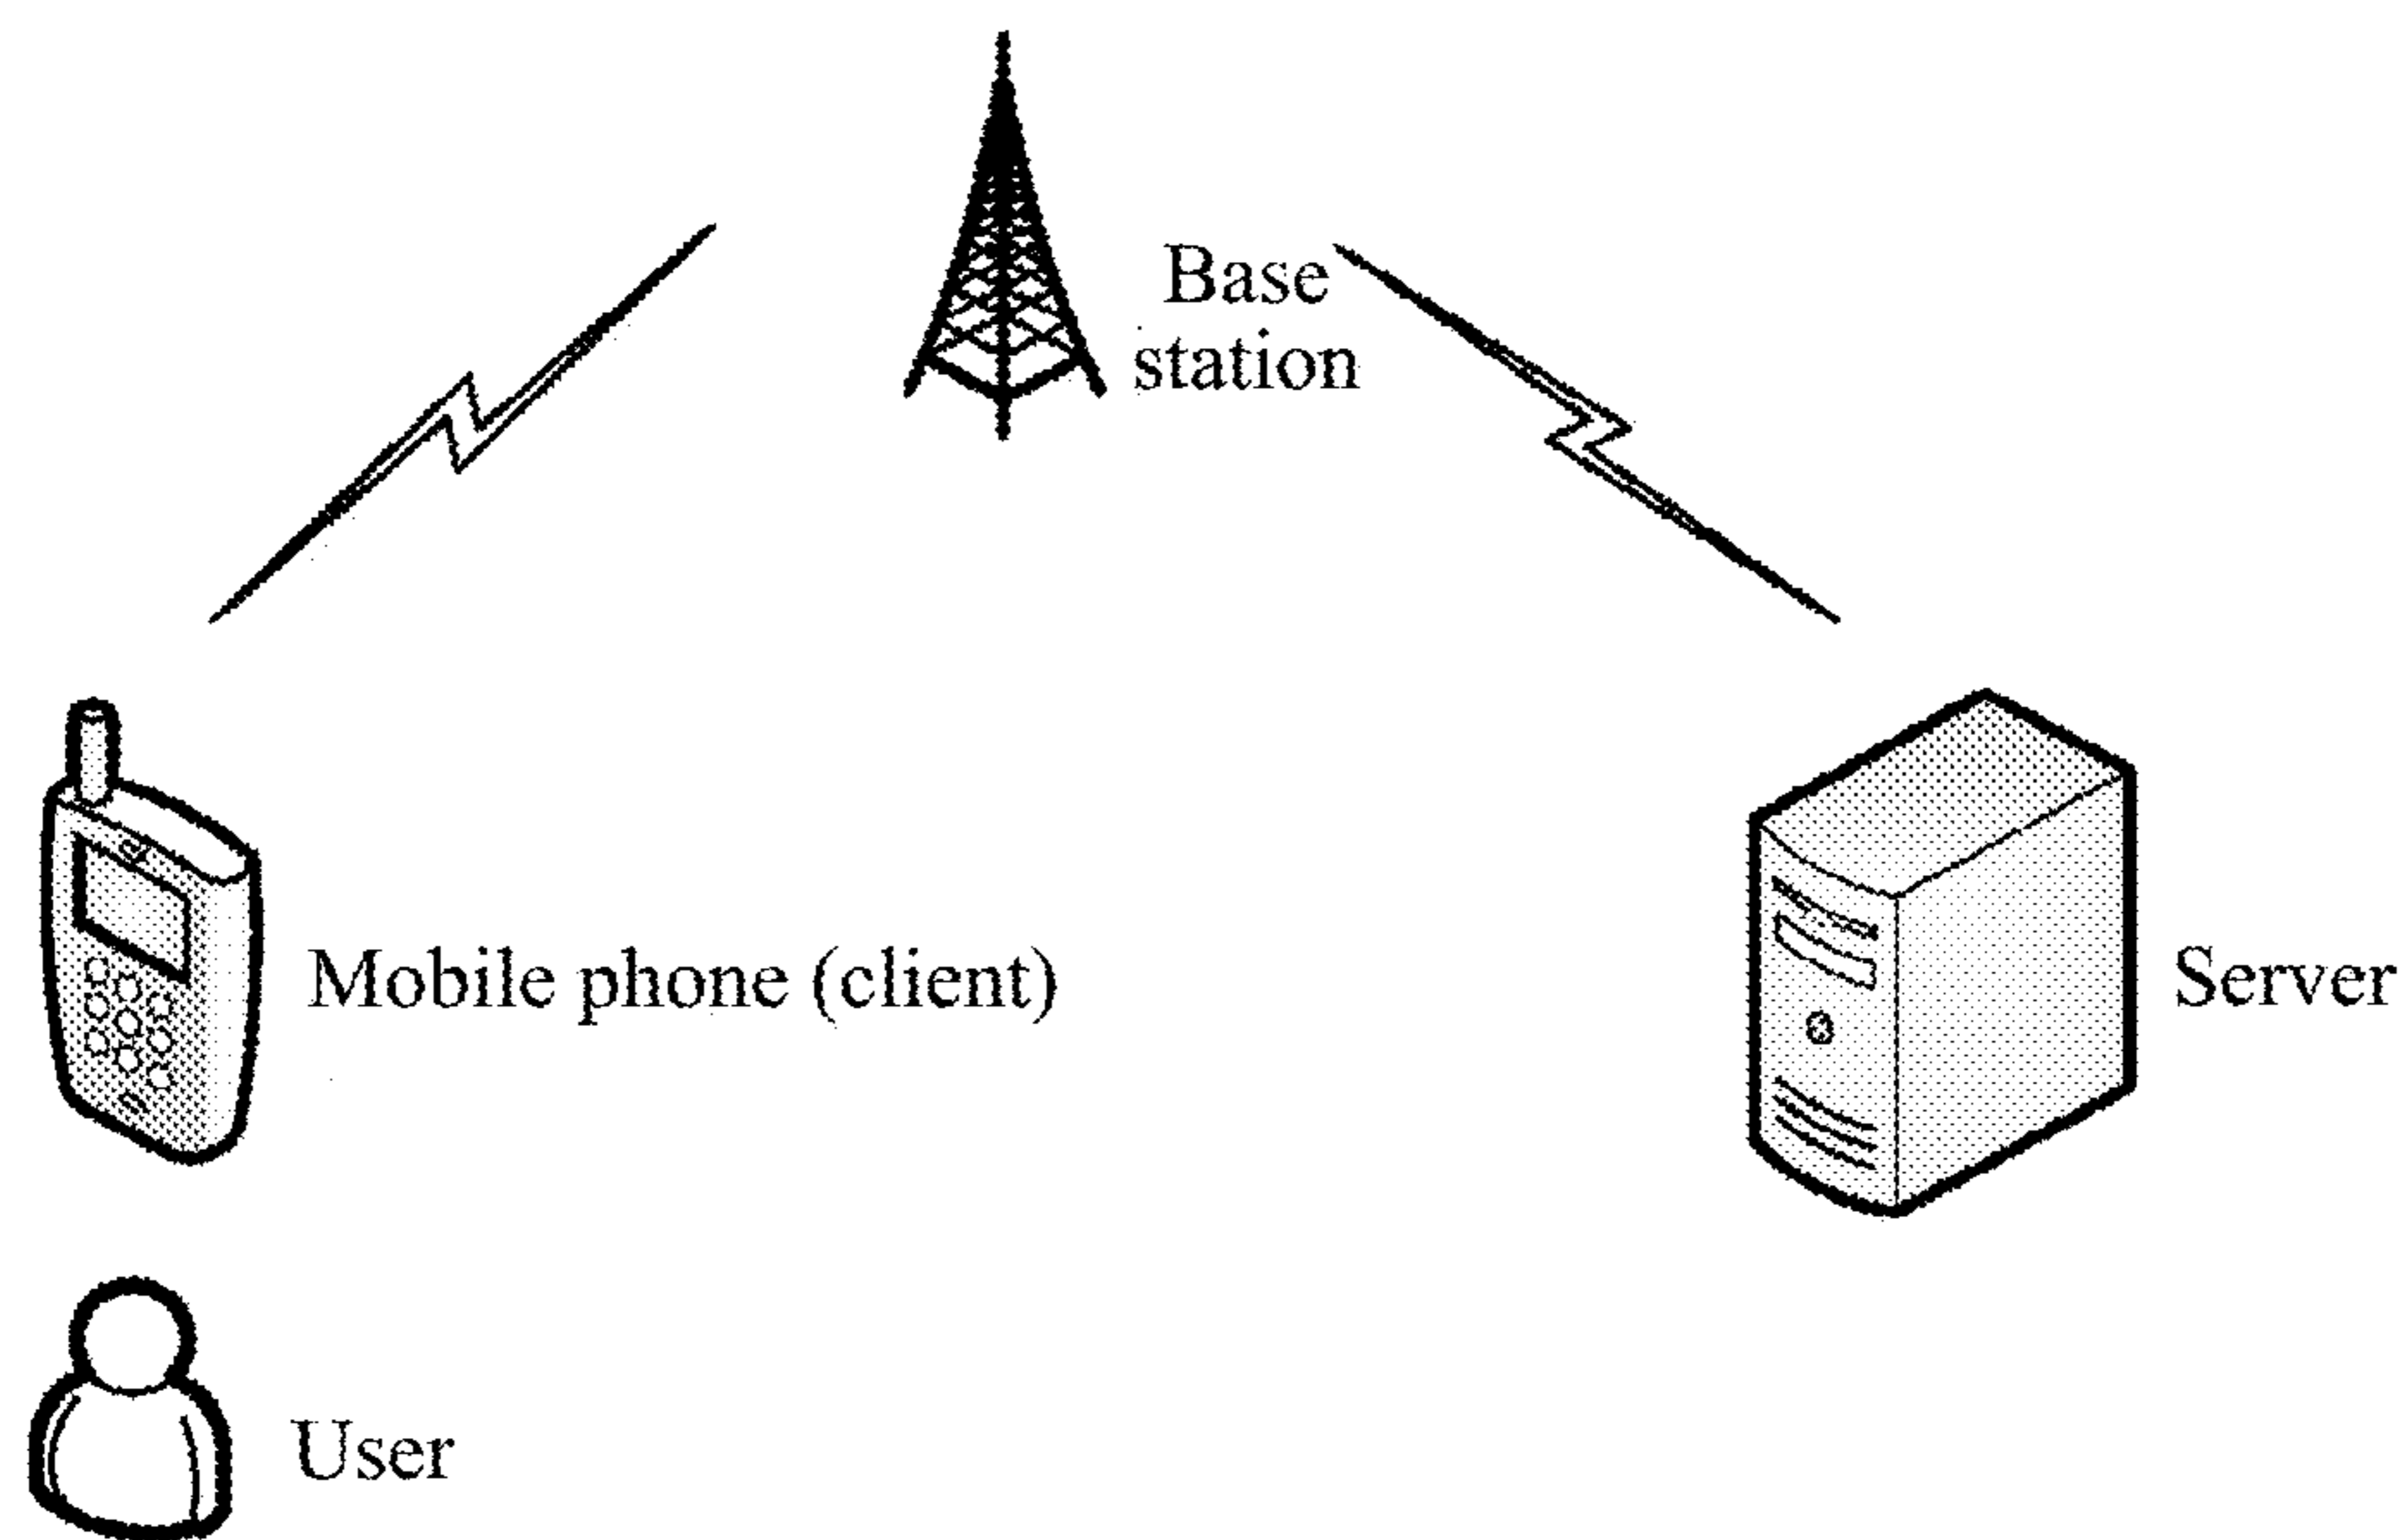 Base
station
Mobile phone (client)
Server
User